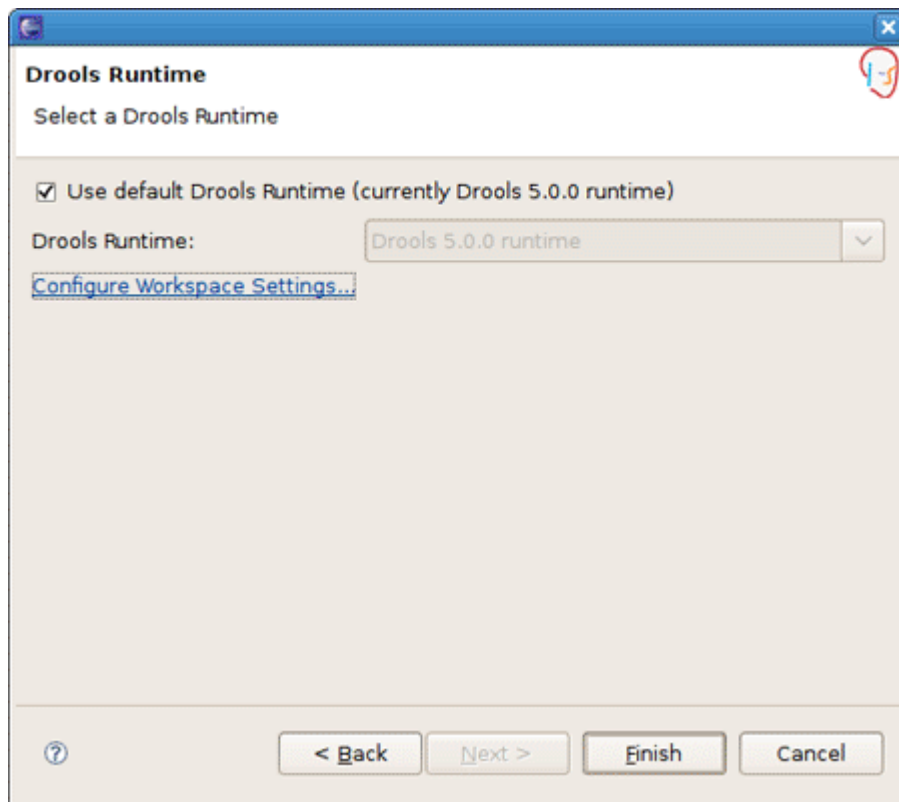 Drools Runtime
Select a Drools Runtime
Use default Drools Runtime (currently Drools 5.0.0 runtime)
Drools Runtime: Drools 5.0.0 runtime
Configure Workspace Settings...
? < Back Next > Finish Cancel